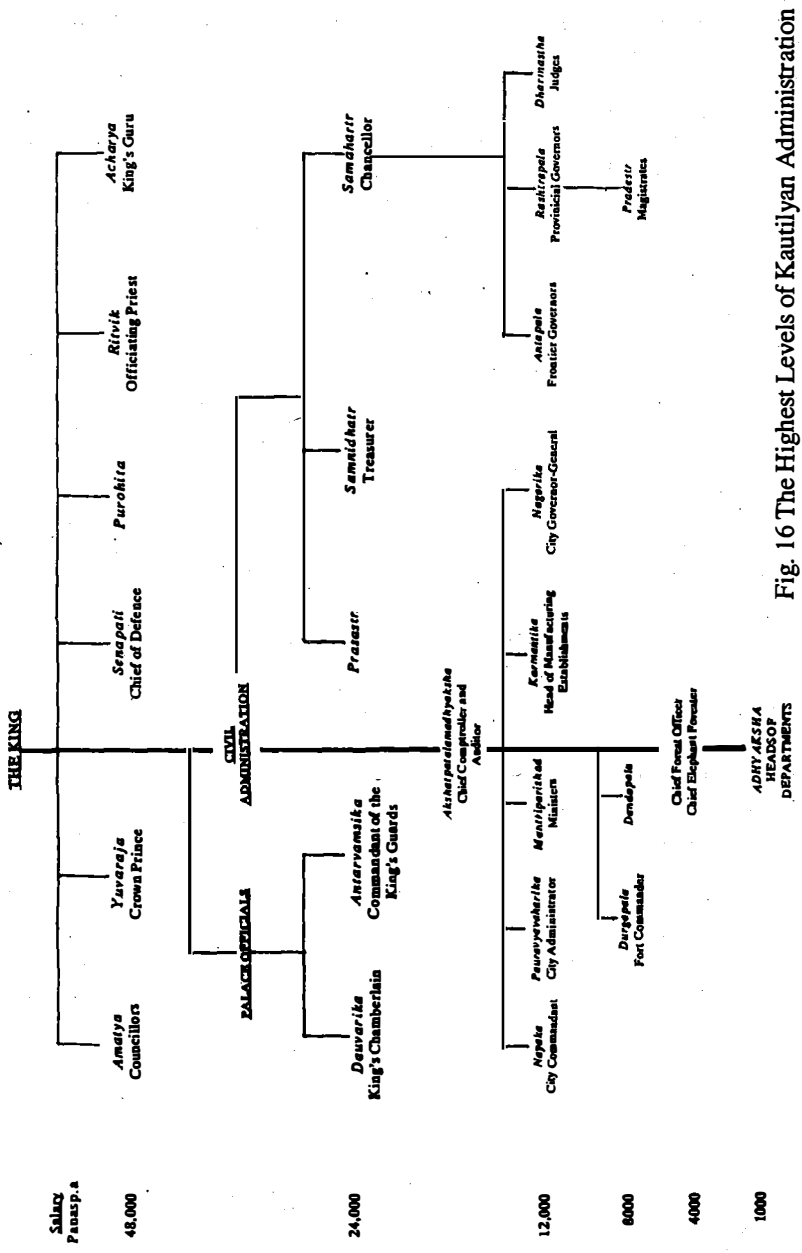 THE KING
Salary
Panasp.a
48,000
Amatya
Councillors
Yuvaraja
Crown Prince
Senapati
Chief of Defence
Purohita
Ritvik
Officiating Priest
Acharya
King's Guru
PALACE OFFICIALS
CIVIL
ADMINISTRATION
24,000
Dauvarika
King's Chamberlain
Antarvamsika
Commandant of the
King's Guards
Prasastr
Samnidhatr
Treasurer
Samahartr
Chancellor
Akshatpatalamadhyaksha
Chief Comptroller and
Auditor
12,000
Nayaka
City Commandant
Pauravyavaharika
City Administrator
Mantriparishad
Ministers
Karmantika
Head of Manufacturing
Establishments
Nagarika
City Governor-General
Antapala
Frontier Governors
Rashtrapala
Provinicial Governors
Dharmastha
Judges
8000
Durgapala
Fort Commander
Dandapala
Pradestr
Magistrates
4000
Chief Forest Officer
Chief Elephant Forester
1000
ADHYAKSHA
HEADS OF
DEPARTMENTS
Fig. 16 The Highest Levels of Kautilyan Administration